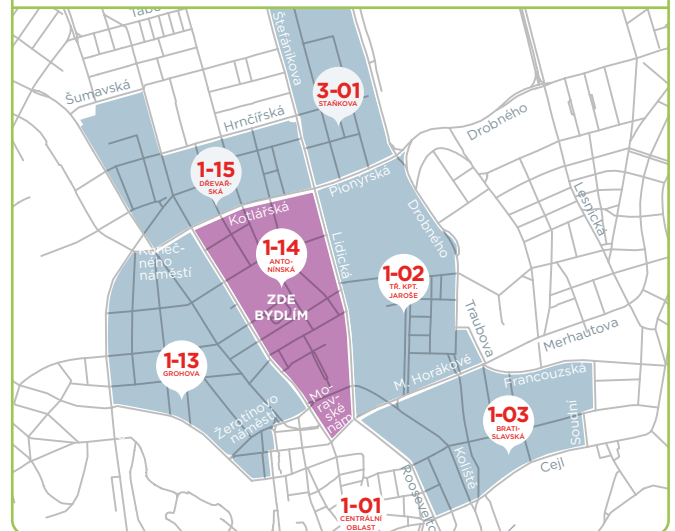 Štefánikova
Šumavská
3-01
STAŇKOVA
Hrnčířská
Drobného
1-15
DŘEVAŘ-
SKÁ
Pionýrská
Lesnická
Kotlářská
Drobného
Lidická
1-14
ANTO-
NÍNSKÁ
Koneč-
ného
náměstí
1-02
TŘ. KPT.
JAROŠE
ZDE
BYDLÍM
Traubova
Merhautova
1-13
GROHOVA
M. Horákové
Francouzská
Mo-
rav-
ské
nám.
Žerotínovo
náměstí
1-03
BRATI-
SLAVSKÁ
Soudní
Koliště
Cejl
1-01
CENTRÁLNÍ
OBLAST